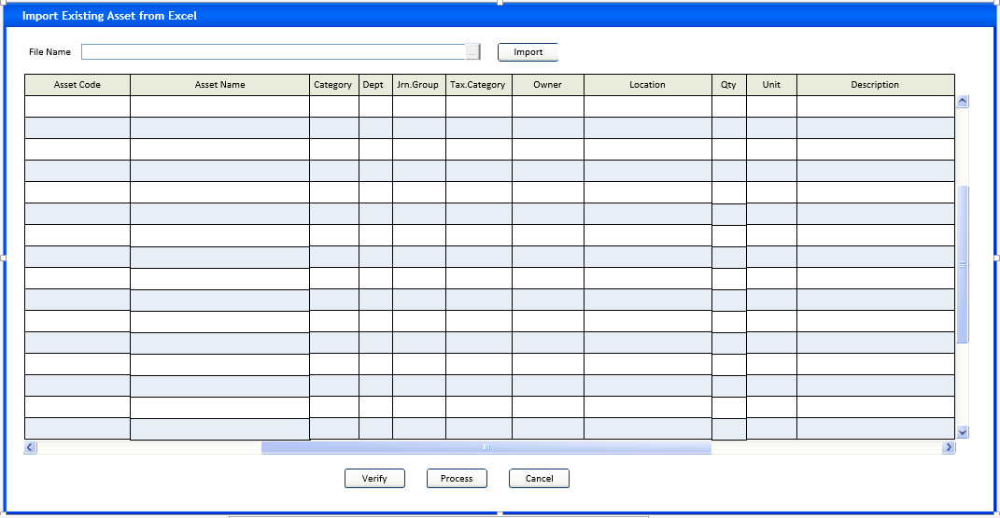 Import Existing Asset from Excel
File Name ... Import
Asset Code Asset Name Category Dept Jrn.Group Tax.Category Owner Location Qty Unit Description
Verify Process Cancel